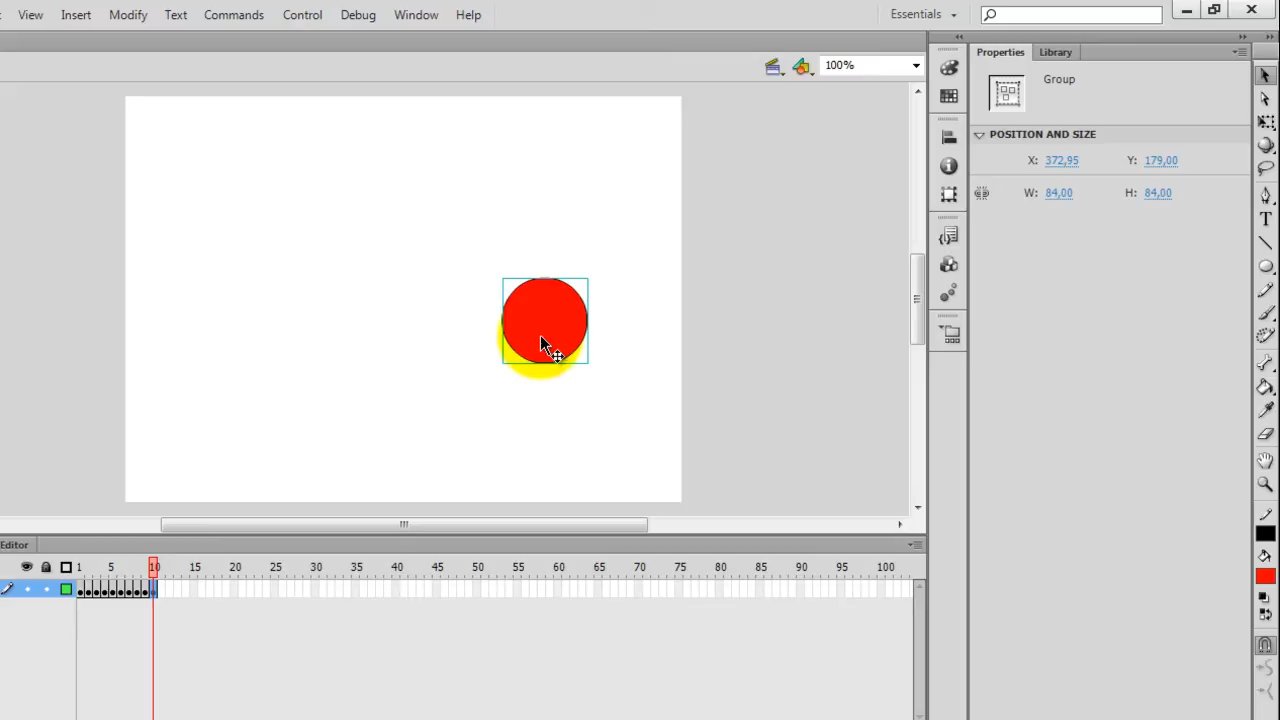 View Insert Modify Text Commands Control Debug Window Help Essentials
100%
Properties Library
Group
POSITION AND SIZE
X: 372,95 Y: 179,00
W: 84,00 H: 84,00
Editor
1 5 10 15 20 25 30 35 40 45 50 55 60 65 70 75 80 85 90 95 100